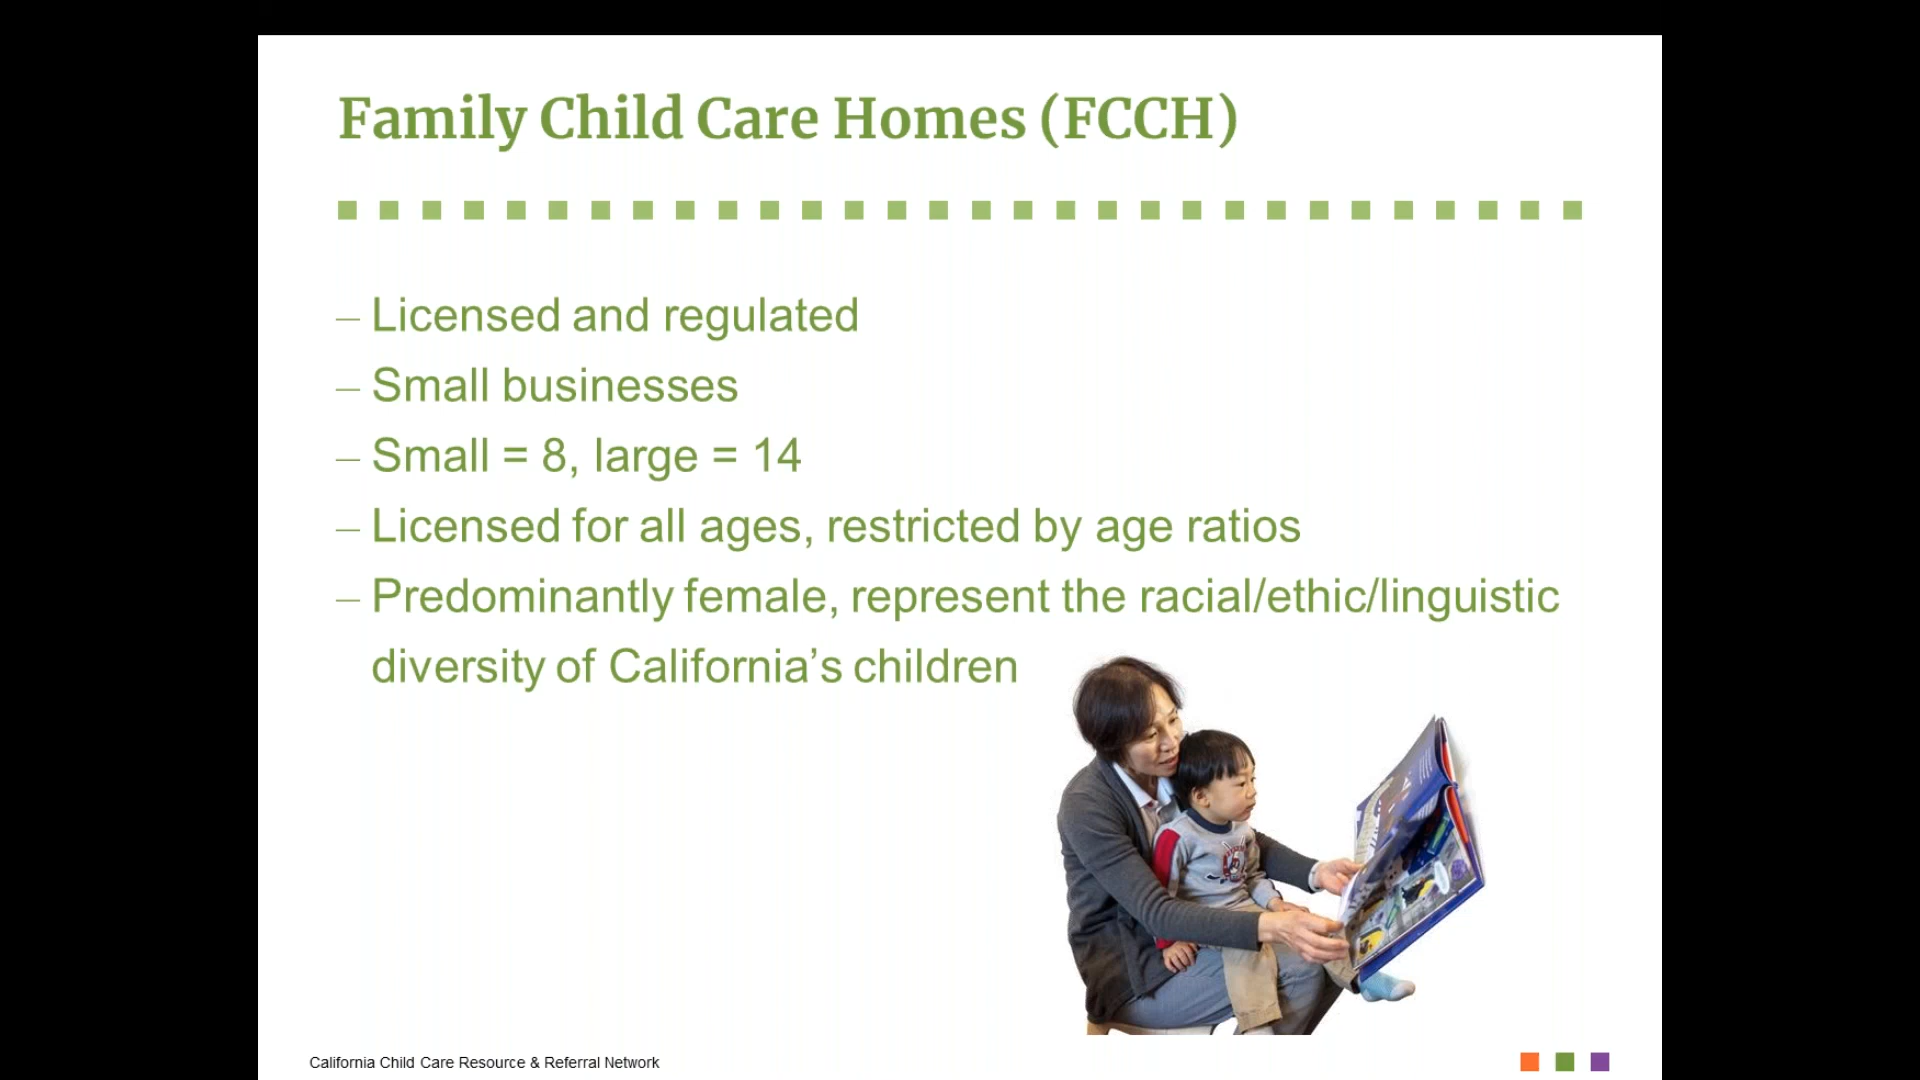 Family Child Care Homes (FCCH)
– Licensed and regulated
– Small businesses
– Small = 8, large = 14
– Licensed for all ages, restricted by age ratios
– Predominantly female, represent the racial/ethic/linguistic
diversity of California’s children
California Child Care Resource & Referral Network